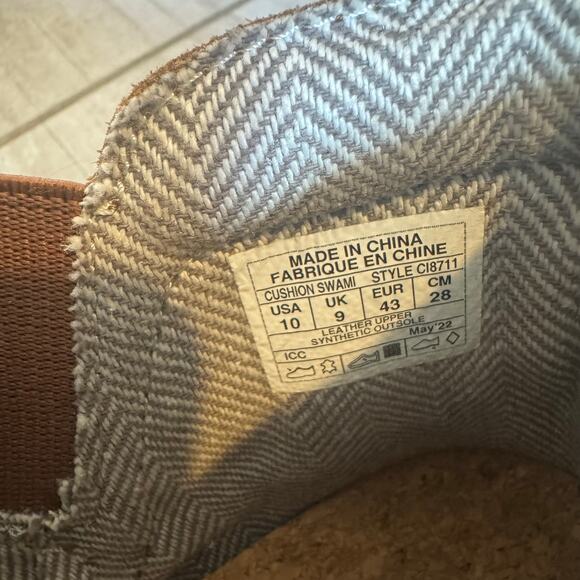 MADE IN CHINA
FABRIQUE EN CHINE
CUSHION SWAMI STYLE CI8711
USA UK EUR CM
10 9 43 28
LEATHER UPPER
SYNTHETIC OUTSOLE
ICC May'22